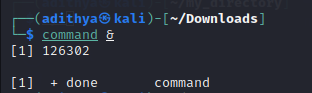 ┌──(adithya㉿kali)-[~/Downloads]
└─$ command &
[1] 126302
[1]  + done       command